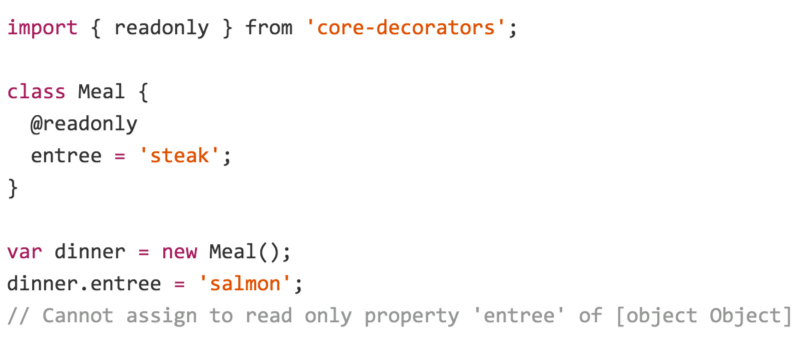 import { readonly } from 'core-decorators';
class Meal {
@readonly
entree = 'steak';
}
var dinner = new Meal();
dinner.entree = 'salmon';
// Cannot assign to read only property 'entree' of [object Object]